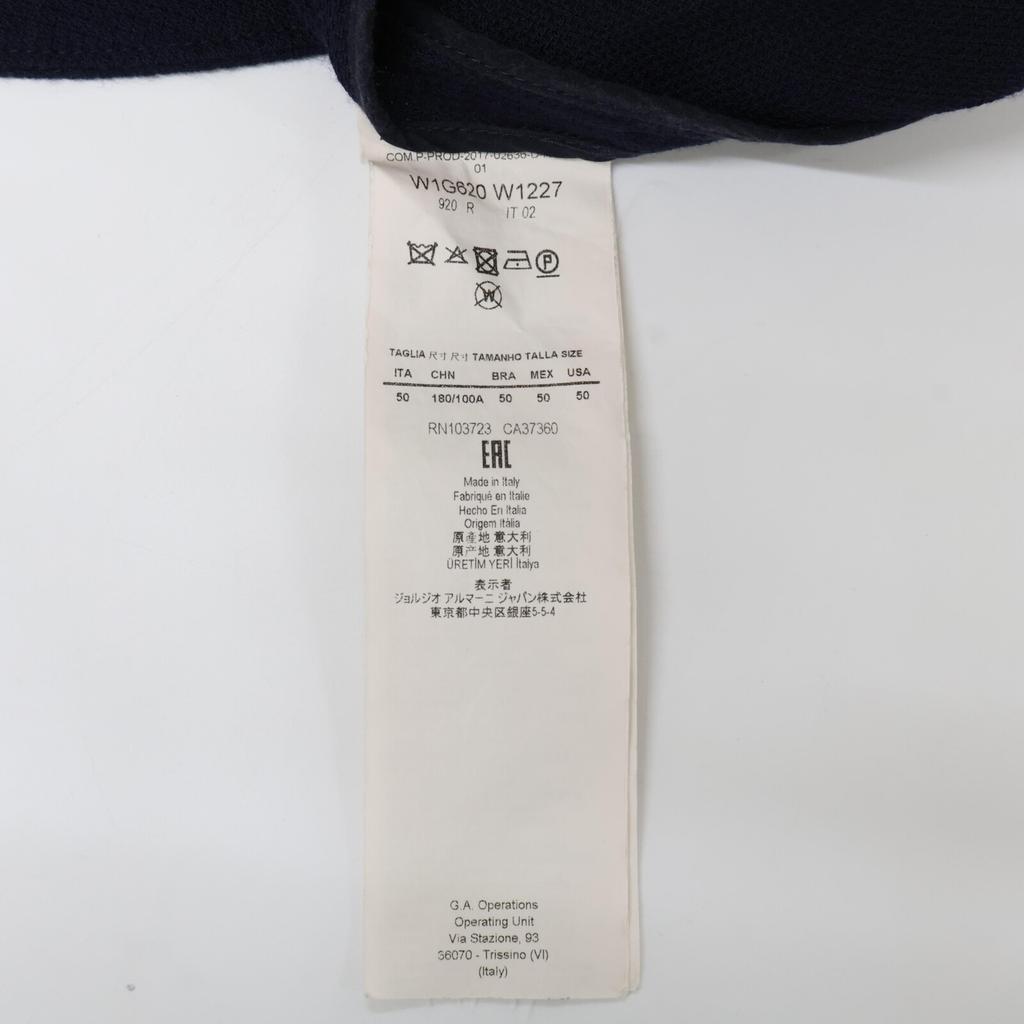 COM.P-PROD-2017-02636-
01
W1G620 W1227
920 R IT 02
P
W
TAGLIA 尺寸 尺寸 TAMANHO TALLA SIZE
ITA CHN BRA MEX USA
50 180/100A 50 50 50
RN103723 CA37360
EAC
Made in Italy
Fabriqué en Italie
Hecho En Italia
Origem Itália
原産地 意大利
原产地 意大利
ÜRETİM YERİ İtalya
表示者
ジョルジオ アルマーニ ジャパン株式会社
東京都中央区銀座5-5-4
G.A. Operations
Operating Unit
Via Stazione, 93
36070 - Trissino (VI)
(Italy)